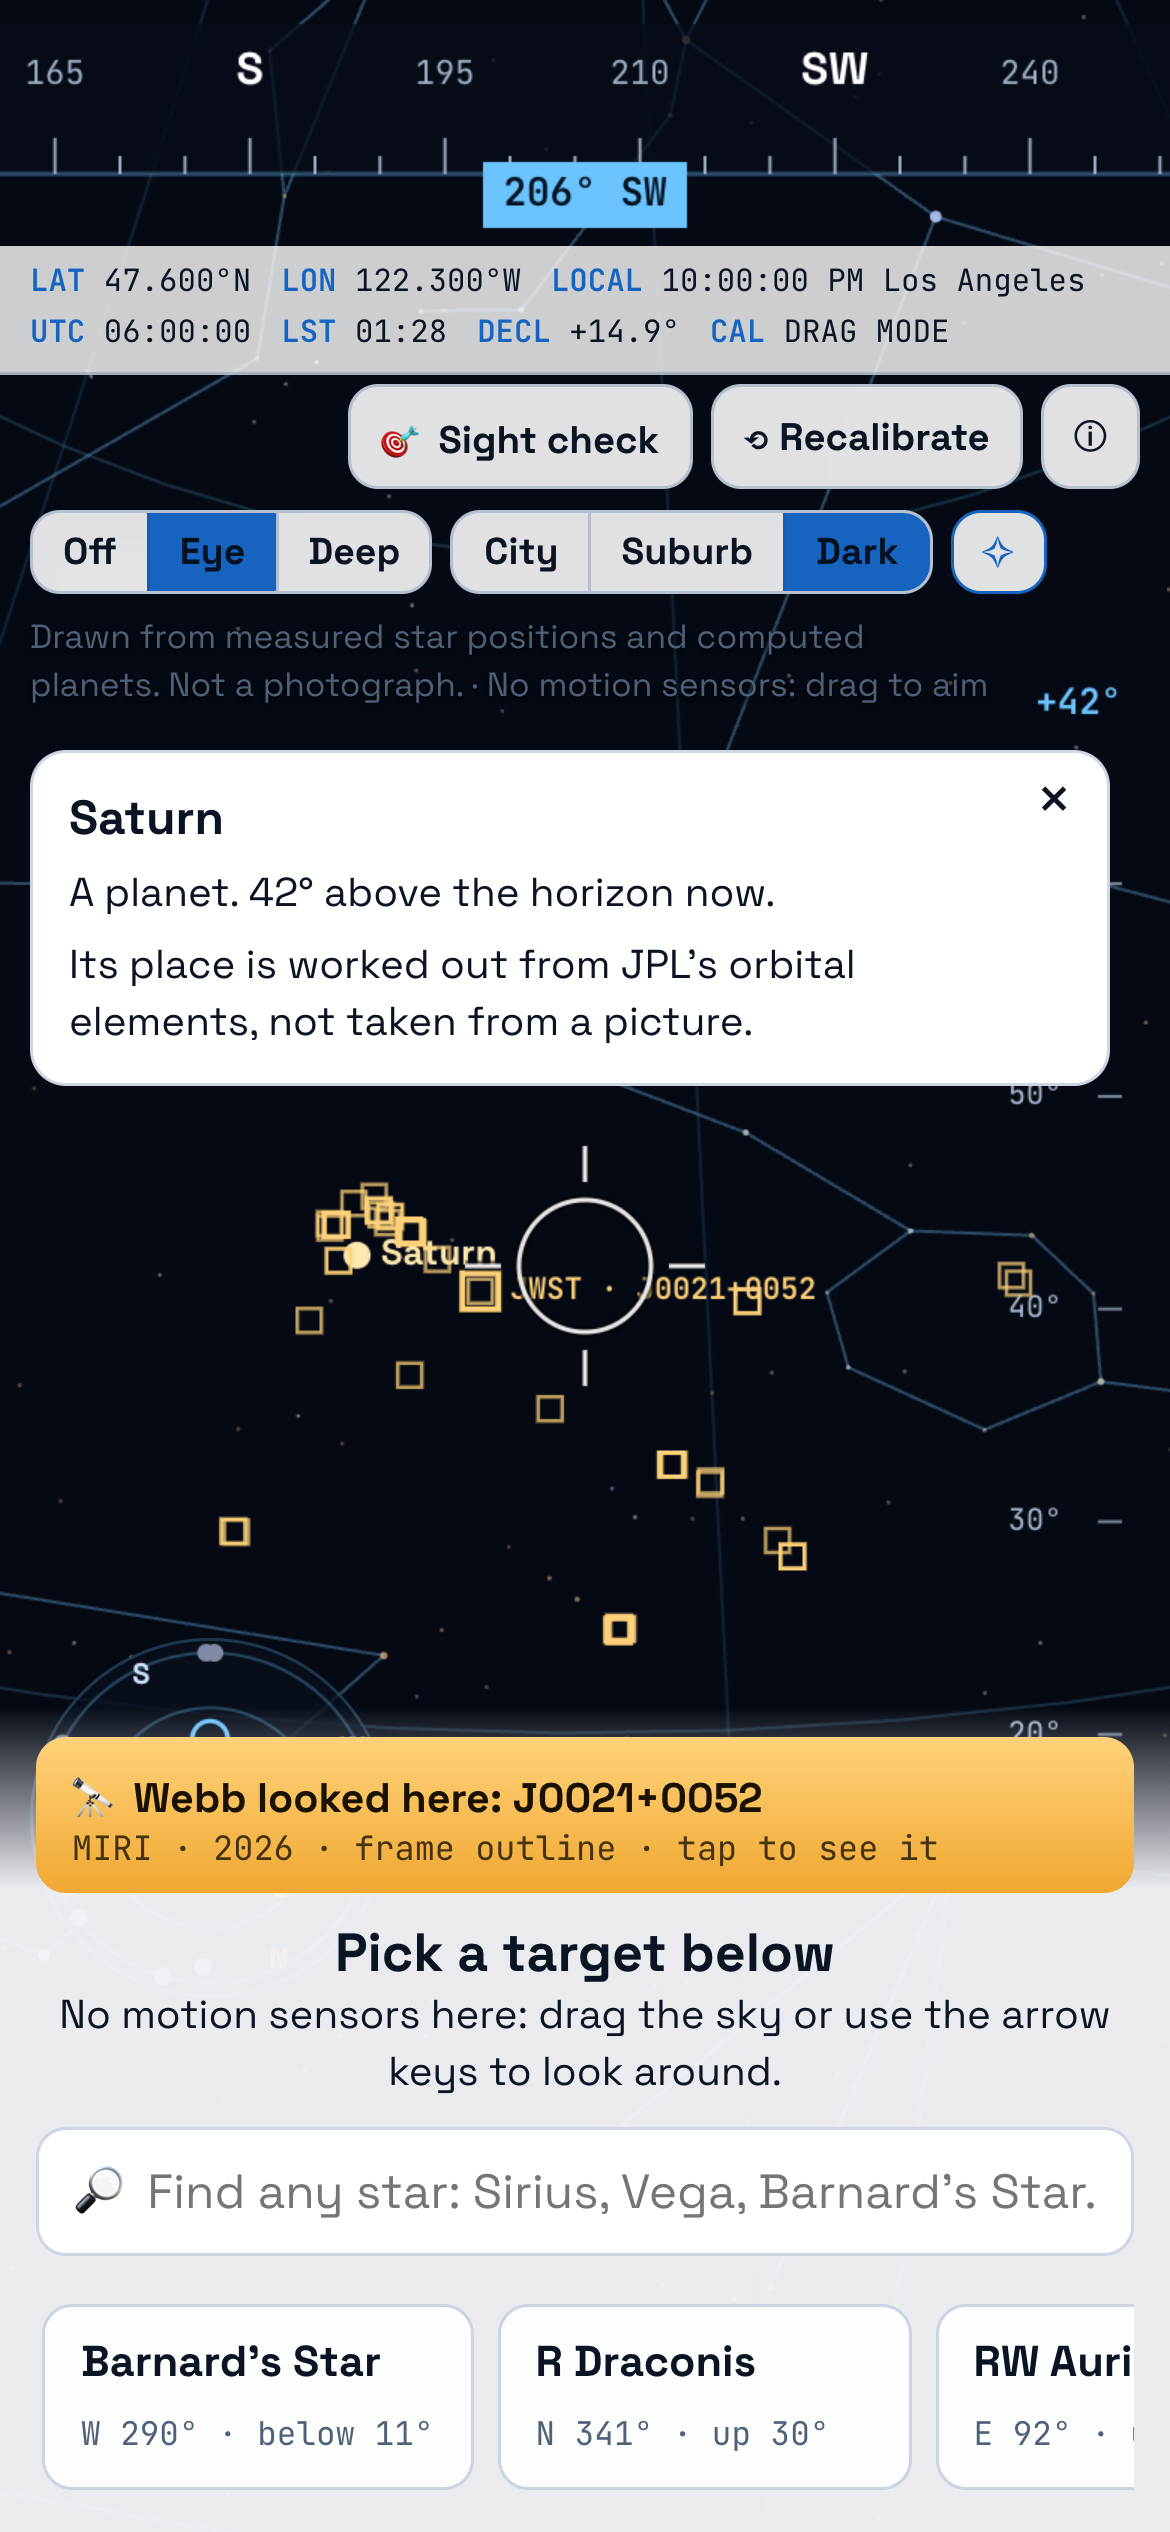 165 S 195 210 SW 240
206° SW
LAT 47.600°N LON 122.300°W LOCAL 10:00:00 PM Los Angeles
UTC 06:00:00 LST 01:28 DECL +14.9° CAL DRAG MODE
Sight check
Recalibrate
Off Eye Deep City Suburb Dark
Drawn from measured star positions and computed
planets. Not a photograph. · No motion sensors: drag to aim
+42°
Saturn
A planet. 42° above the horizon now.
Its place is worked out from JPL's orbital
elements, not taken from a picture.
50°
Saturn
JWST · J0021+0052
40°
30°
S
20°
Webb looked here: J0021+0052
MIRI · 2026 · frame outline · tap to see it
N
Pick a target below
No motion sensors here: drag the sky or use the arrow
keys to look around.
Find any star: Sirius, Vega, Barnard's Star.
Barnard's Star
W 290° · below 11°
R Draconis
N 341° · up 30°
RW Auri
E 92° ·